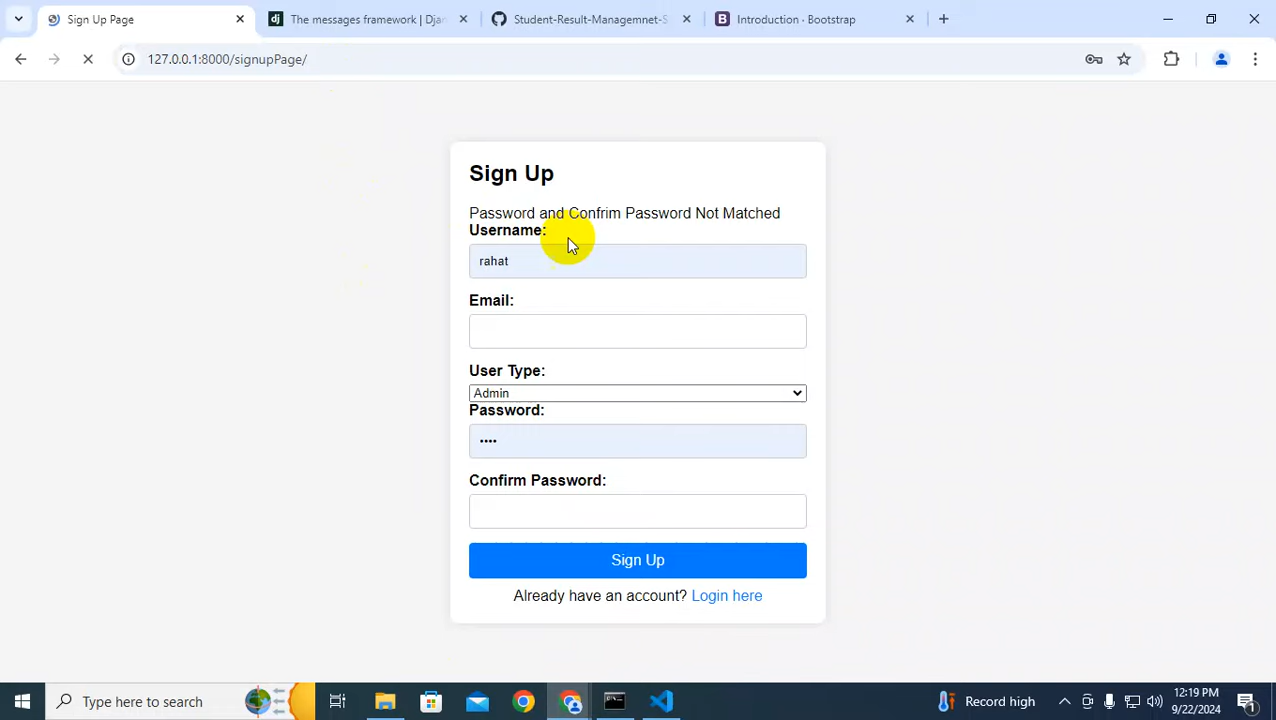 Sign Up Page
The messages framework | Djan
Student-Result-Managemnet-S
Introduction · Bootstrap
127.0.0.1:8000/signupPage/
Sign Up
Password and Confrim Password Not Matched
Username:
rahat
Email:
User Type:
Admin
Password:
••••
Confirm Password:
Sign Up
Already have an account? Login here
Type here to search
Record high
12:19 PM
9/22/2024
1